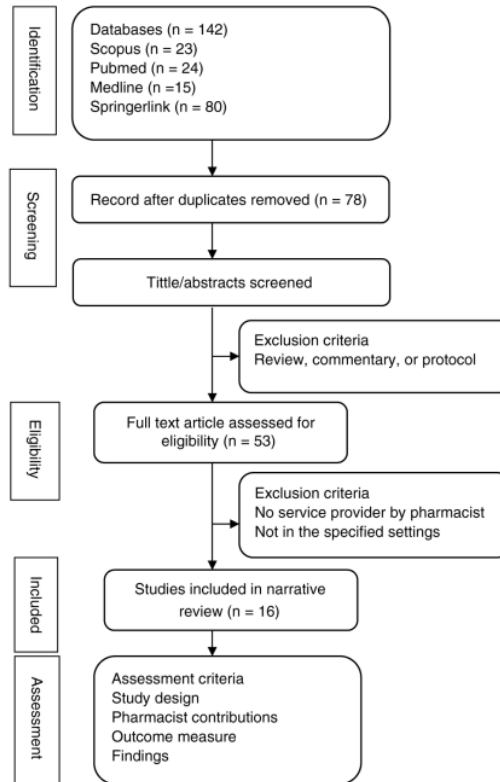 Identification
Databases (n = 142)
Scopus (n = 23)
Pubmed (n = 24)
Medline (n =15)
Springerlink (n = 80)
Screening
Record after duplicates removed (n = 78)
Tittle/abstracts screened
Exclusion criteria
Review, commentary, or protocol
Eligibility
Full text article assessed for
eligibility (n = 53)
Exclusion criteria
No service provider by pharmacist
Not in the specified settings
Included
Studies included in narrative
review (n = 16)
Assessment
Assessment criteria
Study design
Pharmacist contributions
Outcome measure
Findings